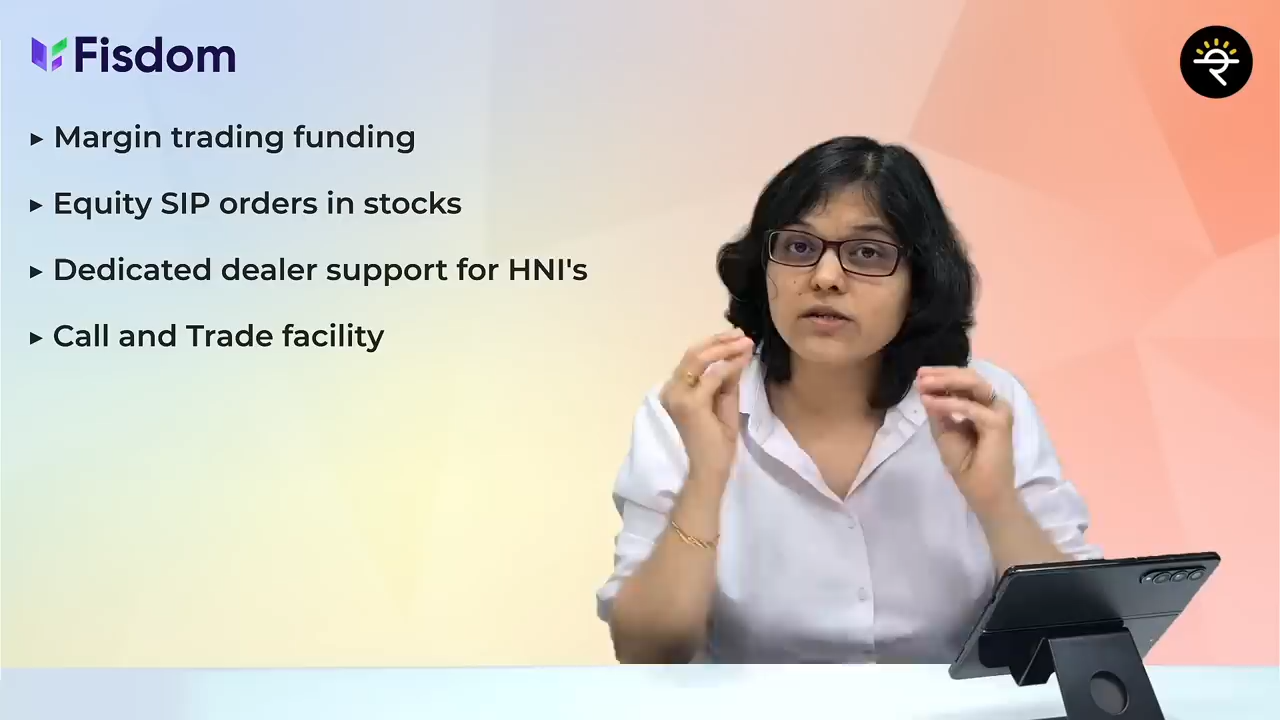 Fisdom
▸ Margin trading funding
▸ Equity SIP orders in stocks
▸ Dedicated dealer support for HNI's
▸ Call and Trade facility